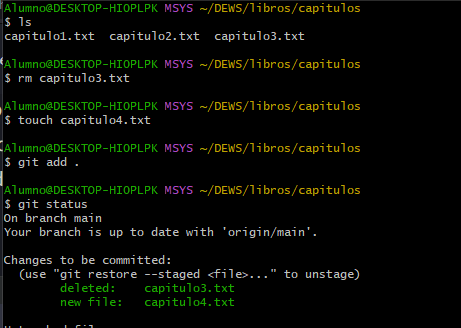 Alumno@DESKTOP-HIOPLPK MSYS ~/DEWS/libros/capitulos
$ ls
capitulo1.txt  capitulo2.txt  capitulo3.txt

Alumno@DESKTOP-HIOPLPK MSYS ~/DEWS/libros/capitulos
$ rm capitulo3.txt

Alumno@DESKTOP-HIOPLPK MSYS ~/DEWS/libros/capitulos
$ touch capitulo4.txt

Alumno@DESKTOP-HIOPLPK MSYS ~/DEWS/libros/capitulos
$ git add .

Alumno@DESKTOP-HIOPLPK MSYS ~/DEWS/libros/capitulos
$ git status
On branch main
Your branch is up to date with 'origin/main'.

Changes to be committed:
  (use "git restore --staged <file>..." to unstage)
        deleted:    capitulo3.txt
        new file:   capitulo4.txt